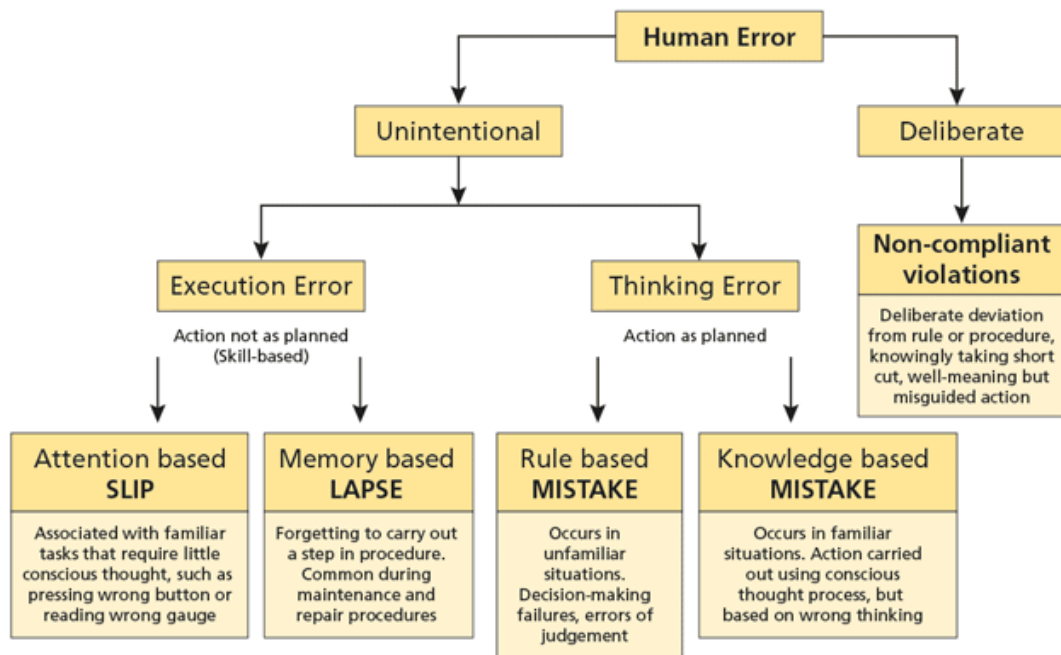 Human Error
Unintentional
Deliberate
Execution Error
Action not as planned
(Skill-based)
Thinking Error
Action as planned
Non-compliant
violations
Deliberate deviation
from rule or procedure,
knowingly taking short
cut, well-meaning but
misguided action
Attention based
SLIP
Associated with familiar
tasks that require little
conscious thought, such as
pressing wrong button or
reading wrong gauge
Memory based
LAPSE
Forgetting to carry out
a step in procedure.
Common during
maintenance and
repair procedures
Rule based
MISTAKE
Occurs in
unfamiliar
situations.
Decision-making
failures, errors of
judgement
Knowledge based
MISTAKE
Occurs in familiar
situations. Action carried
out using conscious
thought process, but
based on wrong thinking